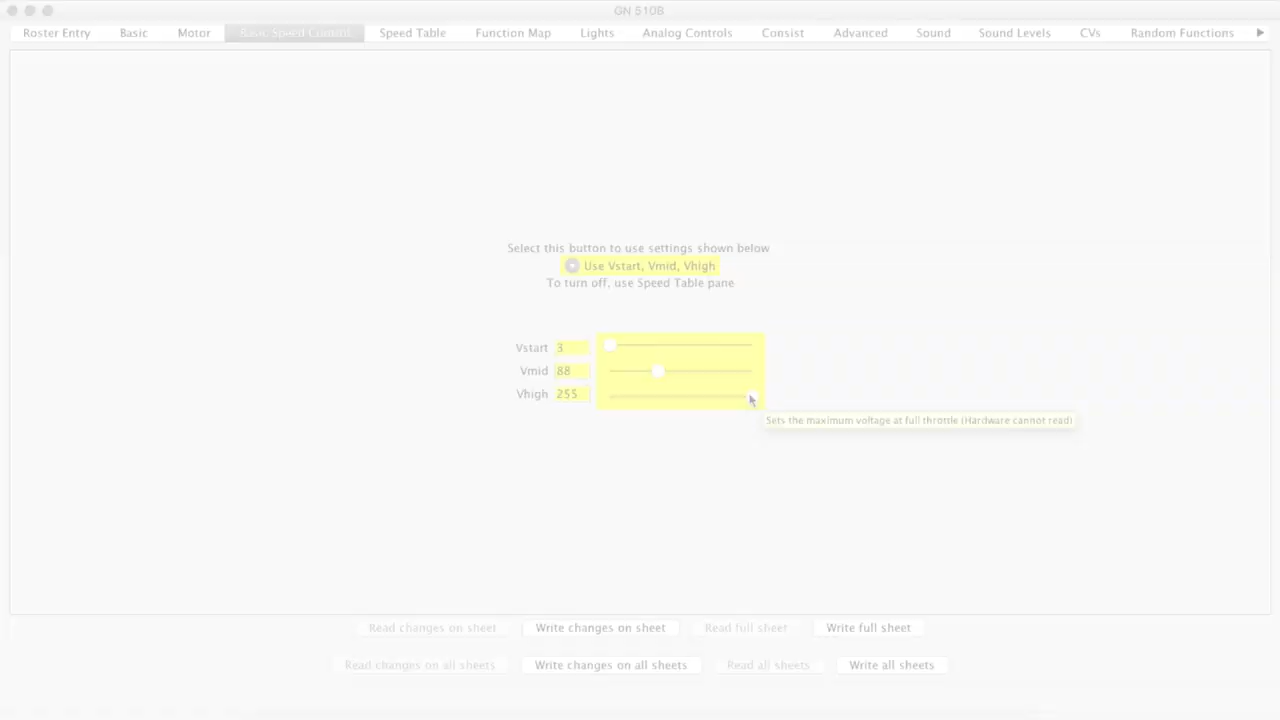 GN 510B
Roster Entry Basic Motor Basic Speed Control Speed Table Function Map Lights Analog Controls Consist Advanced Sound Sound Levels CVs Random Functions
Select this button to use settings shown below
Use Vstart, Vmid, Vhigh
To turn off, use Speed Table pane
Vstart 3
Vmid 88
Vhigh 255
Sets the maximum voltage at full throttle (Hardware cannot read)
Read changes on sheet Write changes on sheet Read full sheet Write full sheet
Read changes on all sheets Write changes on all sheets Read all sheets Write all sheets